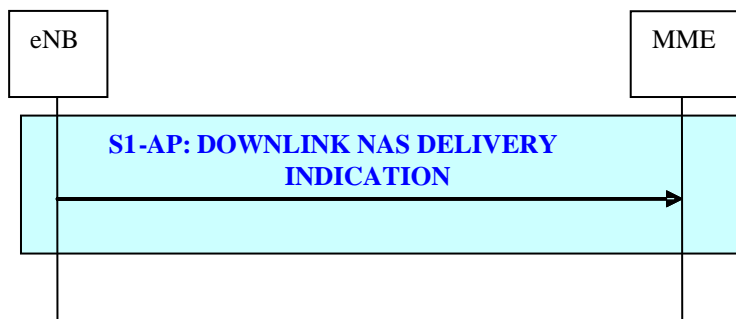 eNB
MME
S1-AP: DOWNLINK NAS DELIVERY
INDICATION